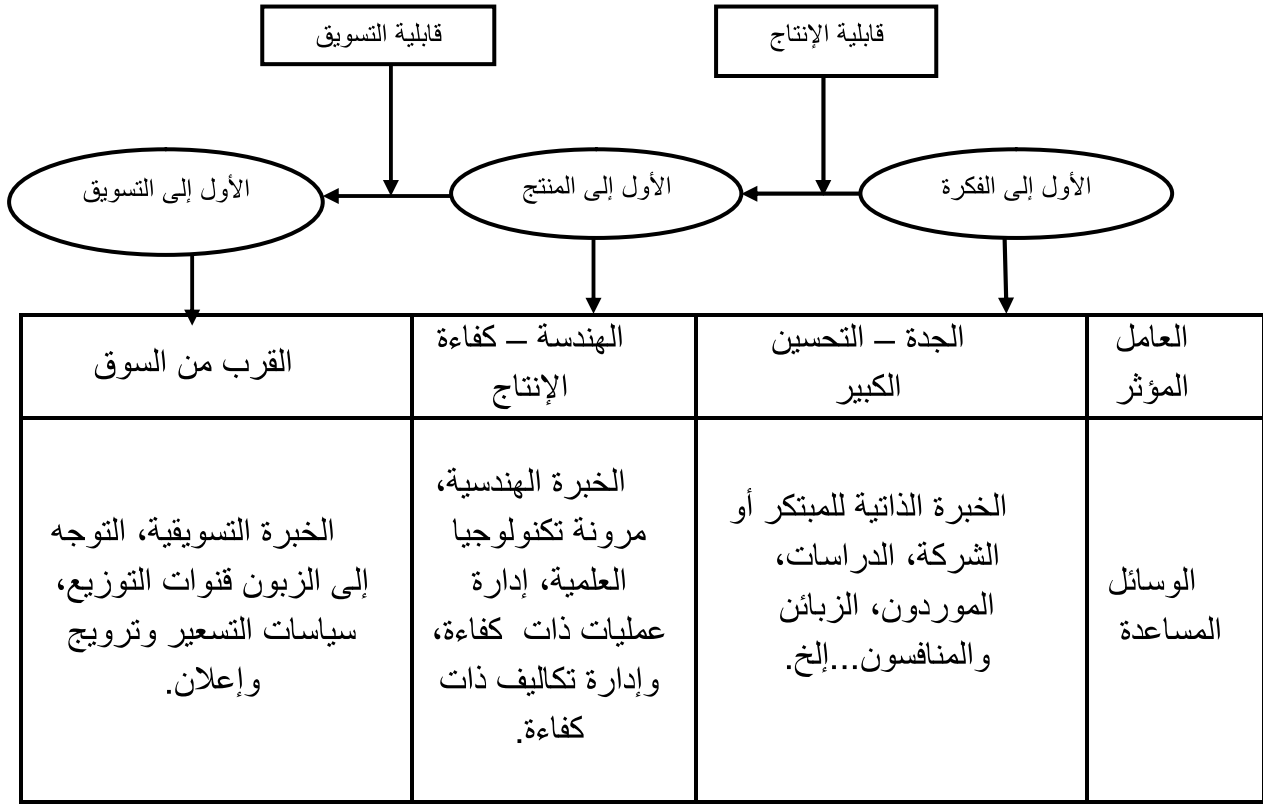 قابلية الإنتاج
قابلية التسويق
الأول إلى الفكرة
الأول إلى المنتج
الأول إلى التسويق
العامل
المؤثر
الجدة – التحسين
الكبير
الهندسة – كفاءة
الإنتاج
القرب من السوق
الوسائل
المساعدة
الخبرة الذاتية للمبتكر أو
الشركة، الدراسات،
الموردون، الزبائن
والمنافسون...إلخ.
الخبرة الهندسية،
مرونة تكنولوجيا
العلمية، إدارة
عمليات ذات كفاءة،
وإدارة تكاليف ذات
كفاءة.
الخبرة التسويقية، التوجه
إلى الزبون قنوات التوزيع،
سياسات التسعير وترويج
وإعلان.